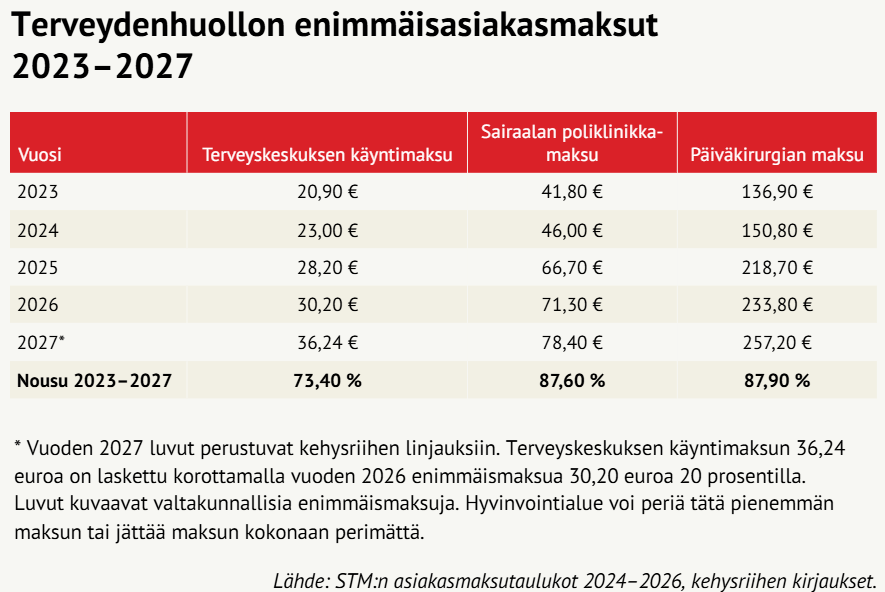 Terveydenhuollon enimmäisasiakasmaksut
2023–2027
Vuosi Terveyskeskuksen käyntimaksu Sairaalan poliklinikka-
maksu Päiväkirurgian maksu
2023 20,90 € 41,80 € 136,90 €
2024 23,00 € 46,00 € 150,80 €
2025 28,20 € 66,70 € 218,70 €
2026 30,20 € 71,30 € 233,80 €
2027* 36,24 € 78,40 € 257,20 €
Nousu 2023–2027 73,40 % 87,60 % 87,90 %
* Vuoden 2027 luvut perustuvat kehysriihen linjauksiin. Terveyskeskuksen käyntimaksun 36,24
euroa on laskettu korottamalla vuoden 2026 enimmäismaksua 30,20 euroa 20 prosentilla.
Luvut kuvaavat valtakunnallisia enimmäismaksuja. Hyvinvointialue voi periä tätä pienemmän
maksun tai jättää maksun kokonaan perimättä.
Lähde: STM:n asiakasmaksutaulukot 2024–2026, kehysriihen kirjaukset.